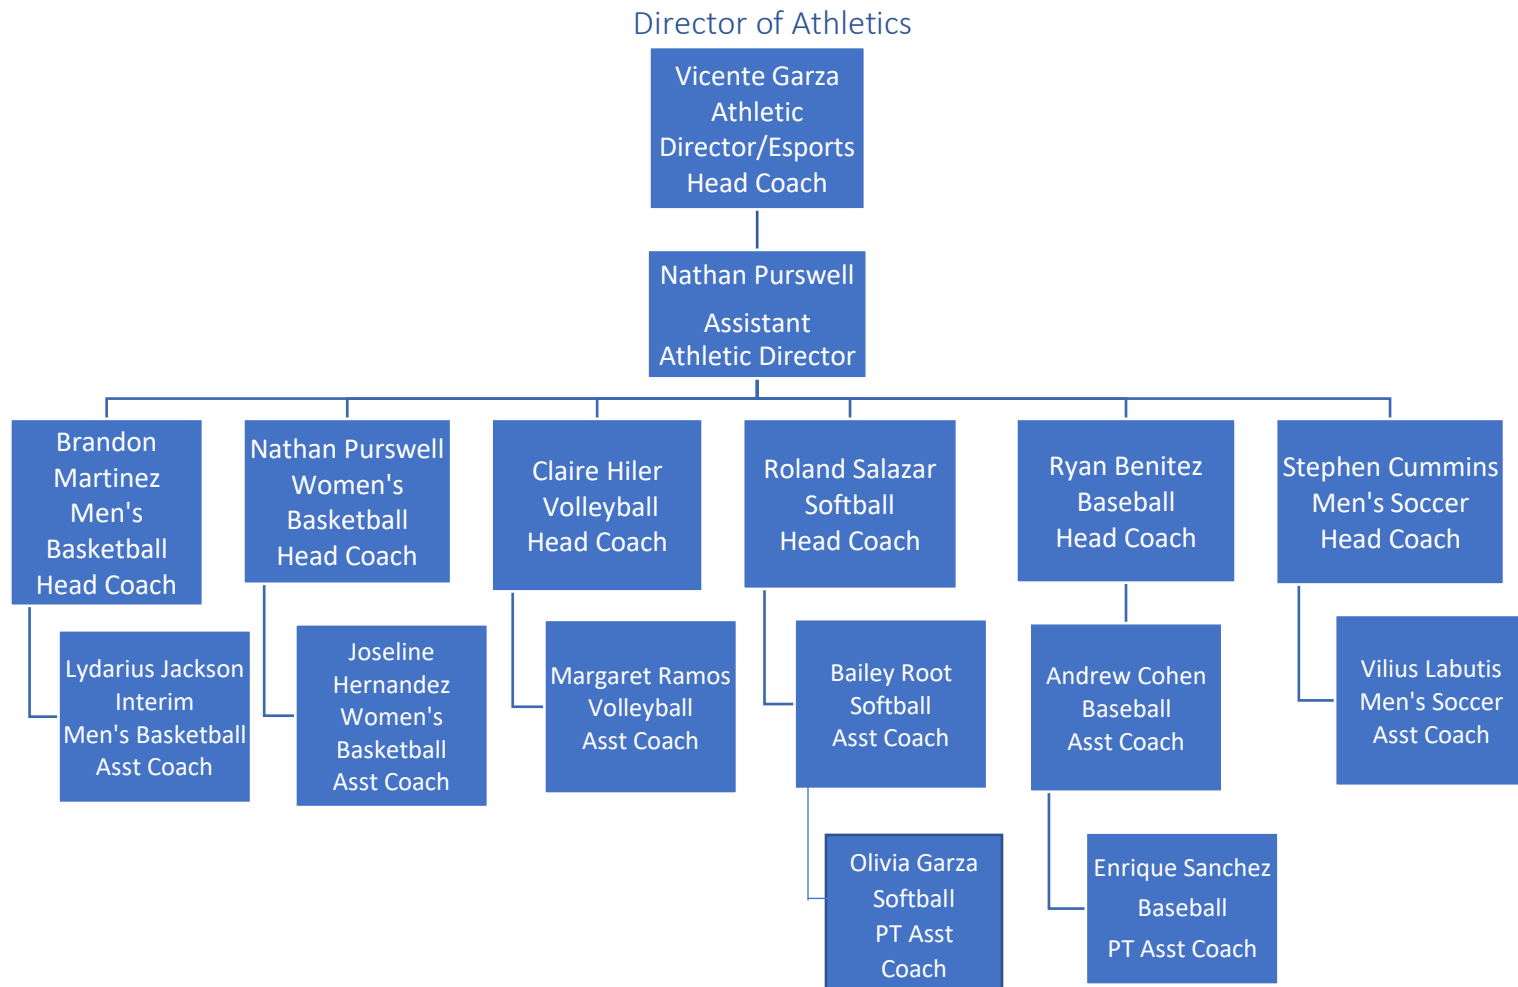 Director of Athletics
Vicente Garza
Athletic
Director/Esports
Head Coach
Nathan Purswell
Assistant
Athletic Director
Brandon
Martinez
Men's
Basketball
Head Coach
Nathan Purswell
Women's
Basketball
Head Coach
Claire Hiler
Volleyball
Head Coach
Roland Salazar
Softball
Head Coach
Ryan Benitez
Baseball
Head Coach
Stephen Cummins
Men's Soccer
Head Coach
Lydarius Jackson
Interim
Men's Basketball
Asst Coach
Joseline
Hernandez
Women's
Basketball
Asst Coach
Margaret Ramos
Volleyball
Asst Coach
Bailey Root
Softball
Asst Coach
Andrew Cohen
Baseball
Asst Coach
Vilius Labutis
Men's Soccer
Asst Coach
Olivia Garza
Softball
PT Asst
Coach
Enrique Sanchez
Baseball
PT Asst Coach